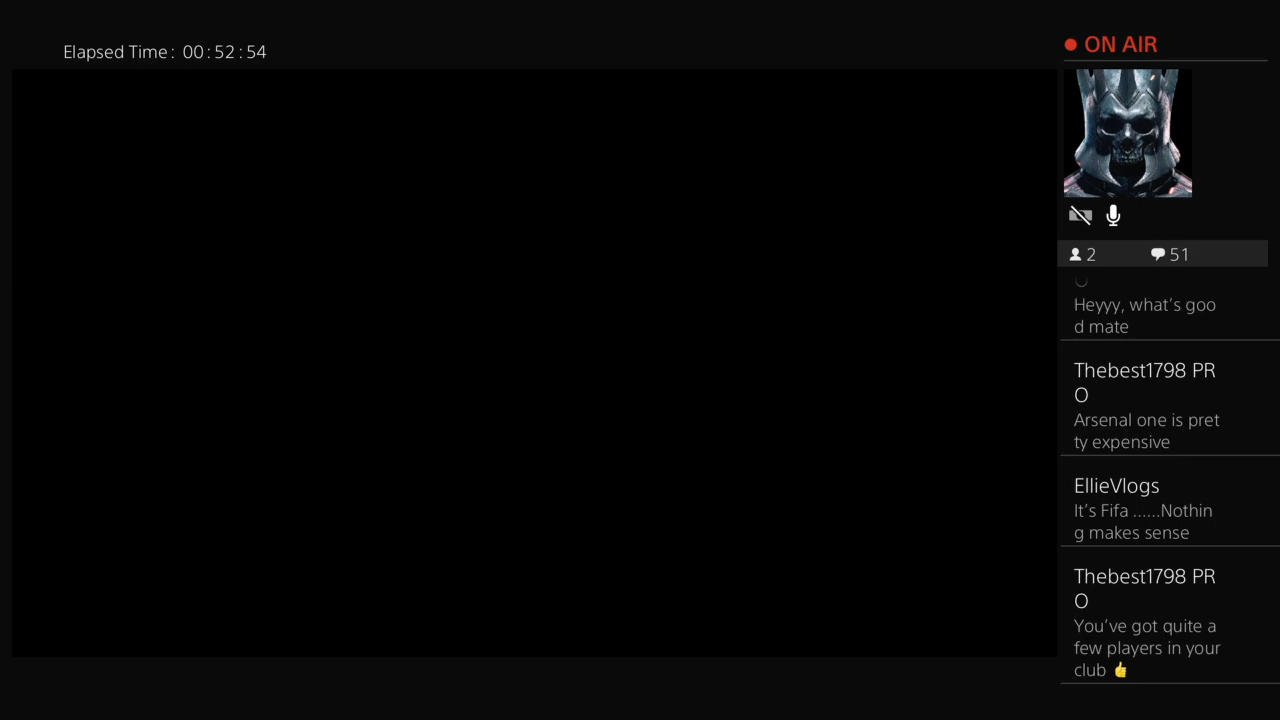 Elapsed Time: 00:52:54
ON AIR
2 51
Heyyy, what's goo
d mate
Thebest1798 PR
O
Arsenal one is pret
ty expensive
EllieVlogs
It's Fifa ......Nothin
g makes sense
Thebest1798 PR
O
You've got quite a
few players in your
club 👍